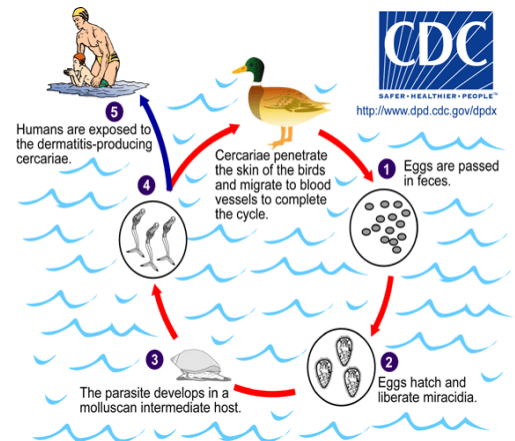 CDC
SAFER • HEALTHIER • PEOPLE™
http://www.dpd.cdc.gov/dpdx
5
Humans are exposed to
the dermatitis-producing
cercariae.
Cercariae penetrate
the skin of the birds
and migrate to blood
vessels to complete
the cycle.
1
Eggs are passed
in feces.
4
3
The parasite develops in a
molluscan intermediate host.
2
Eggs hatch and
liberate miracidia.